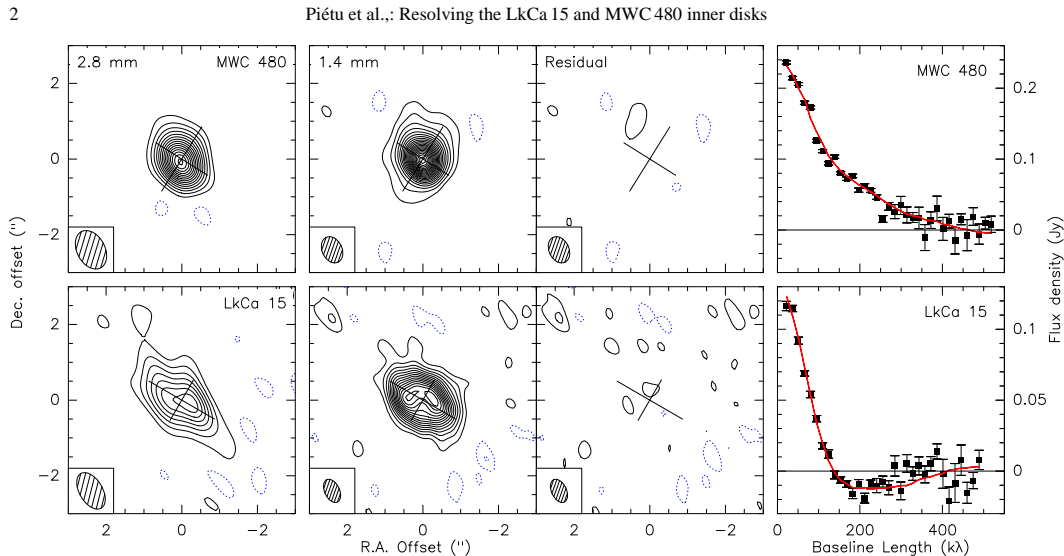 2
Piétu et al.,: Resolving the LkCa 15 and MWC 480 inner disks
2.8 mm MWC 480
1.4 mm
Residual
MWC 480
2
0
−2
0.2
0.1
0
LkCa 15
LkCa 15
2
0
−2
0.1
0.05
0
Dec. offset (")
Flux density (Jy)
2 0 −2
2 0 −2
2 0 −2
0 200 400
R.A. Offset (")
Baseline Length (kλ)